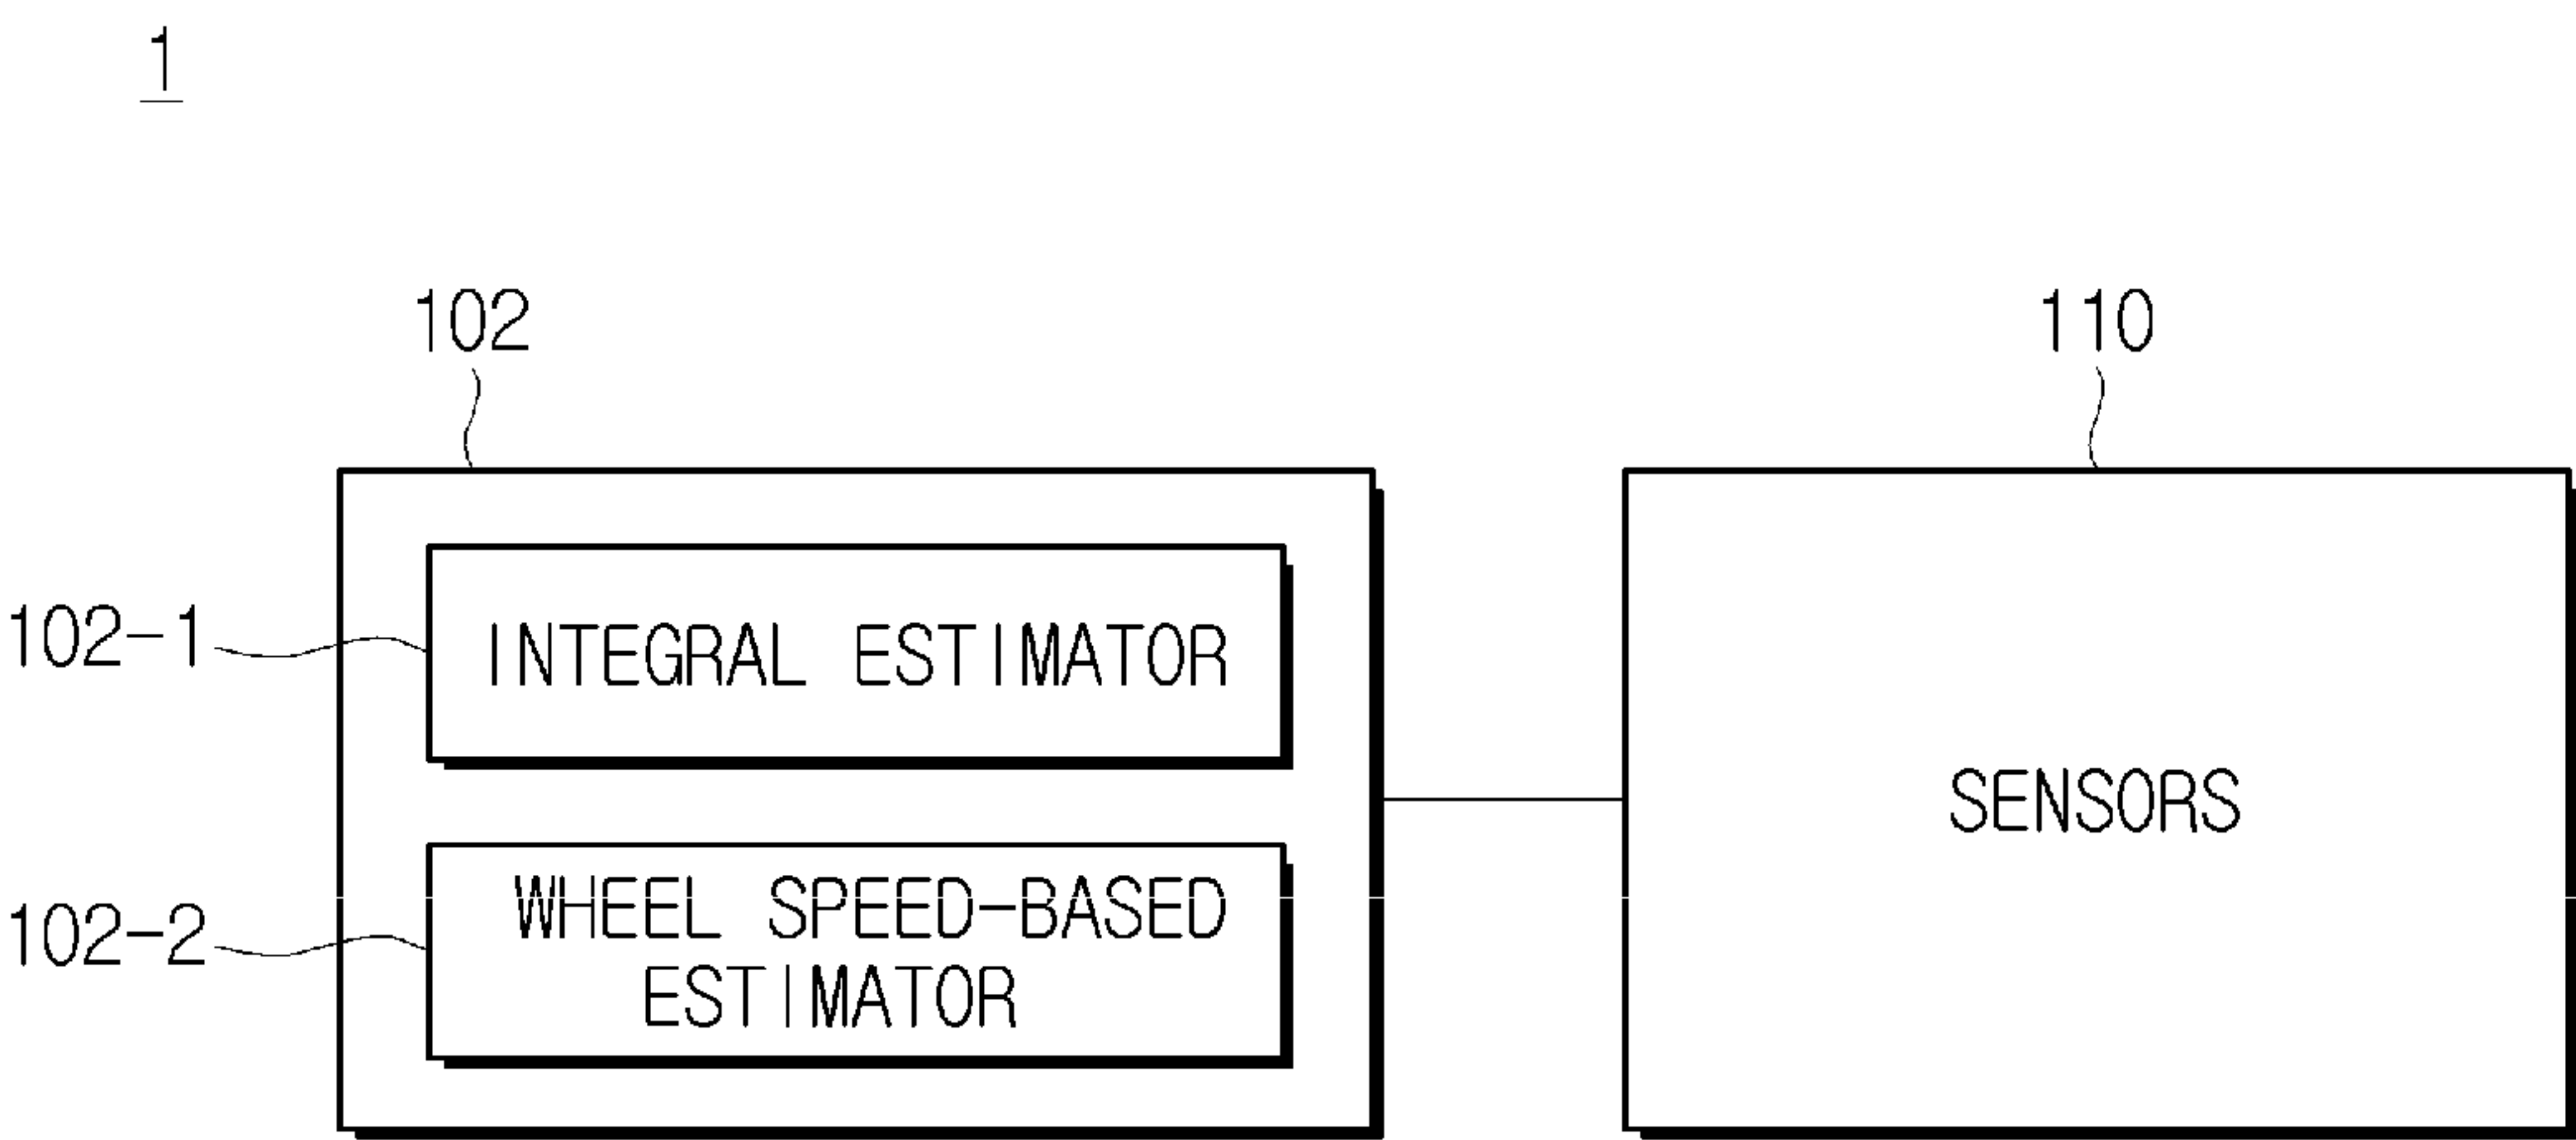 1
102
110
102-1
INTEGRAL ESTIMATOR
SENSORS
102-2
WHEEL SPEED-BASED
ESTIMATOR